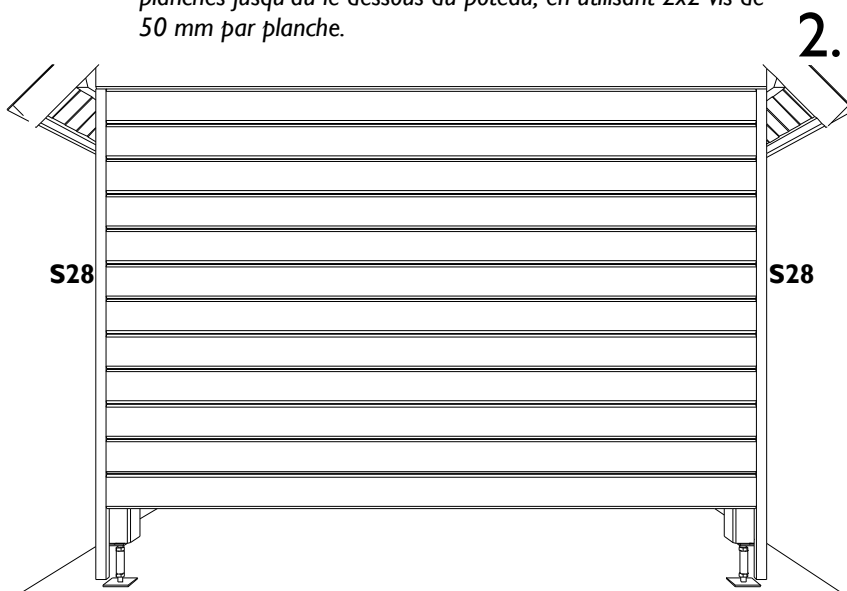 planches jusqu'au le dessous du poteau, en utilisant 2x2 vis de
50 mm par planche.
2.
S28
S28